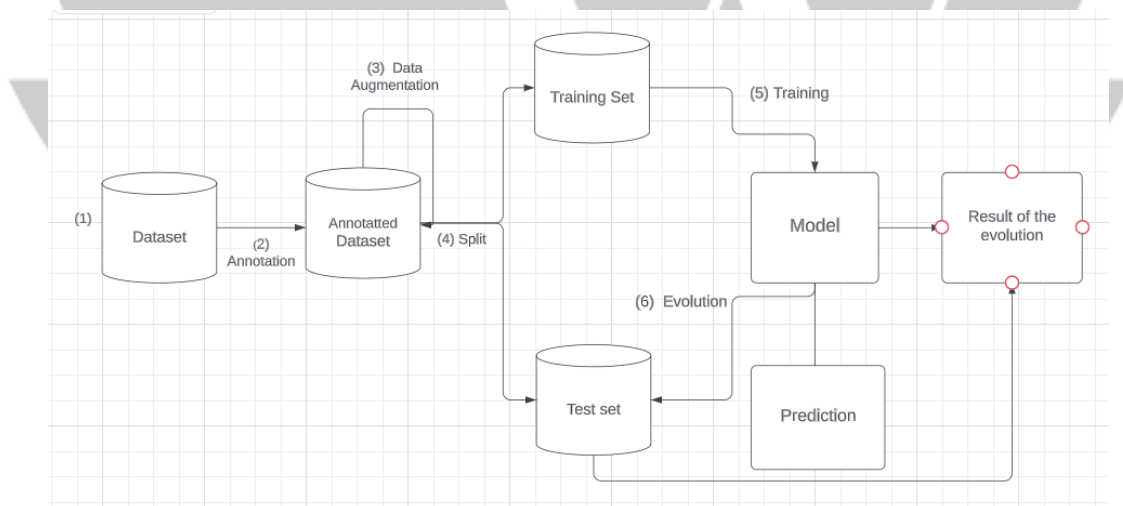 (1)
Dataset
(2)
Annotation
(3) Data
Augmentation
Annotatted
Dataset
(4) Split
Training Set
(5) Training
Model
Result of the
evolution
(6) Evolution
Test set
Prediction